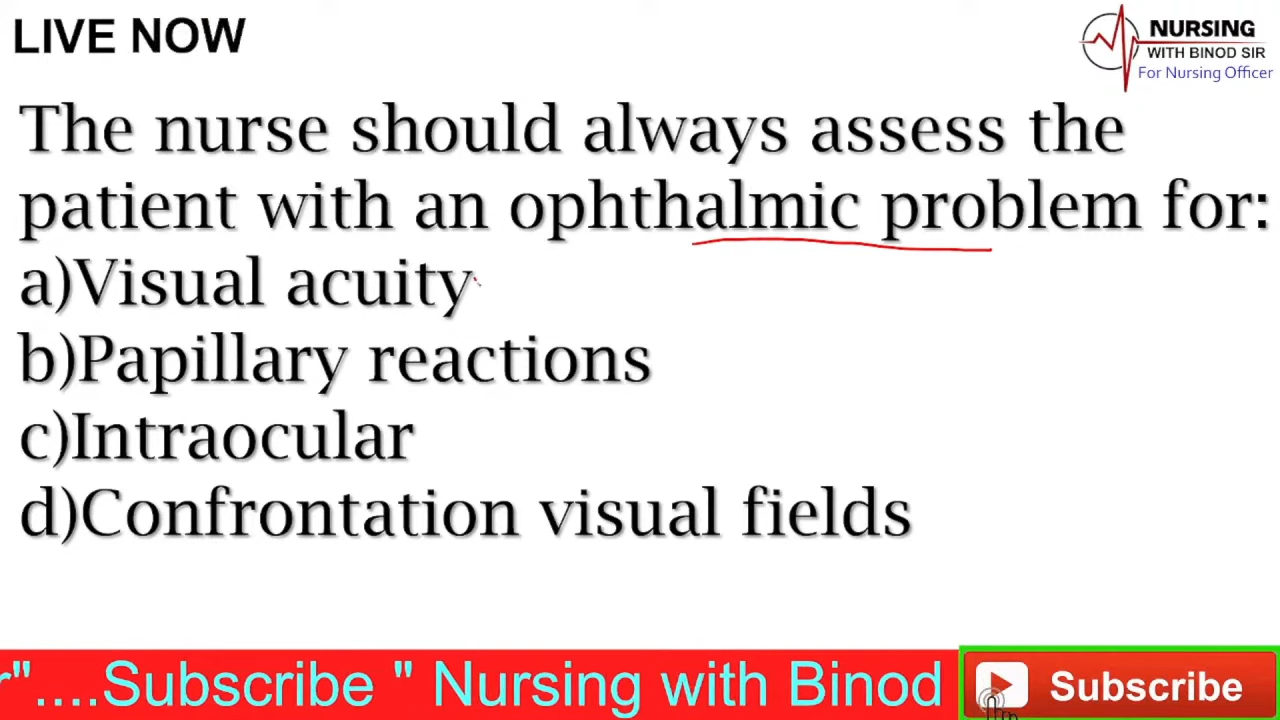 LIVE NOW
NURSING
WITH BINOD SIR
For Nursing Officer
The nurse should always assess the
patient with an ophthalmic problem for:
a)Visual acuity
b)Papillary reactions
c)Intraocular
d)Confrontation visual fields
r"....Subscribe " Nursing with Binod
Subscribe